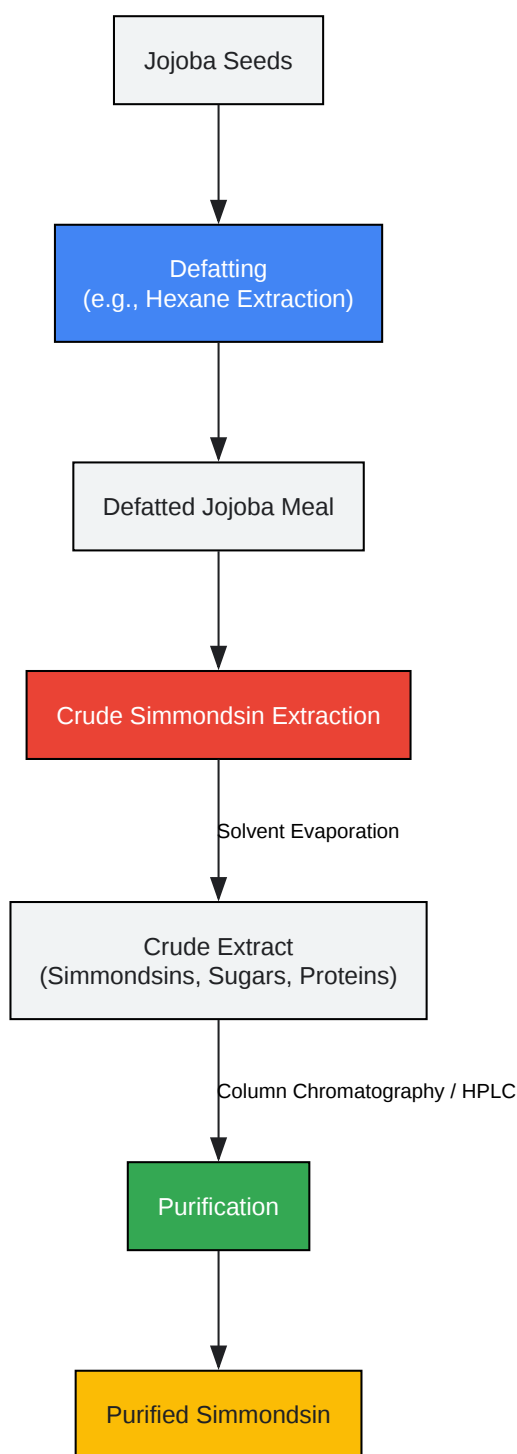 Jojoba Seeds
Defatting
(e.g., Hexane Extraction)
Defatted Jojoba Meal
Crude Simmondsin Extraction
Solvent Evaporation
Crude Extract
(Simmondsins, Sugars, Proteins)
Column Chromatography / HPLC
Purification
Purified Simmondsin